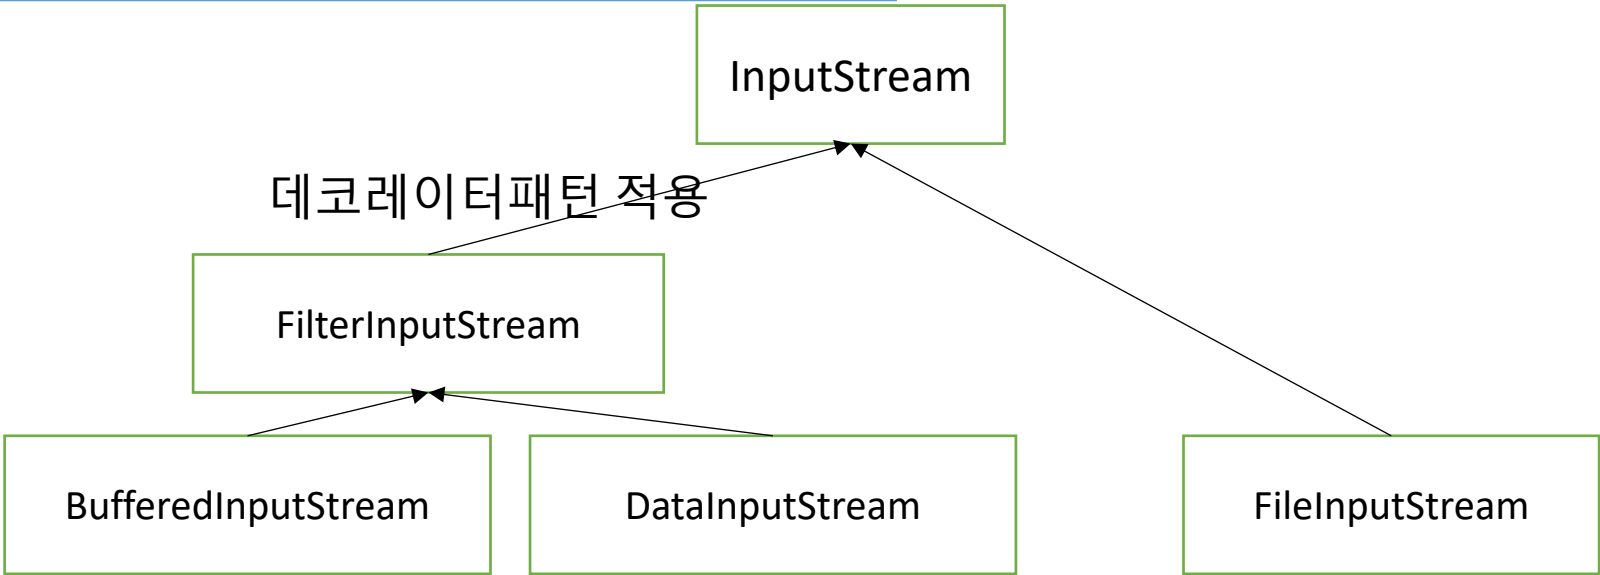 InputStream
데코레이터패턴 적용
FilterInputStream
BufferedInputStream
DataInputStream
FileInputStream